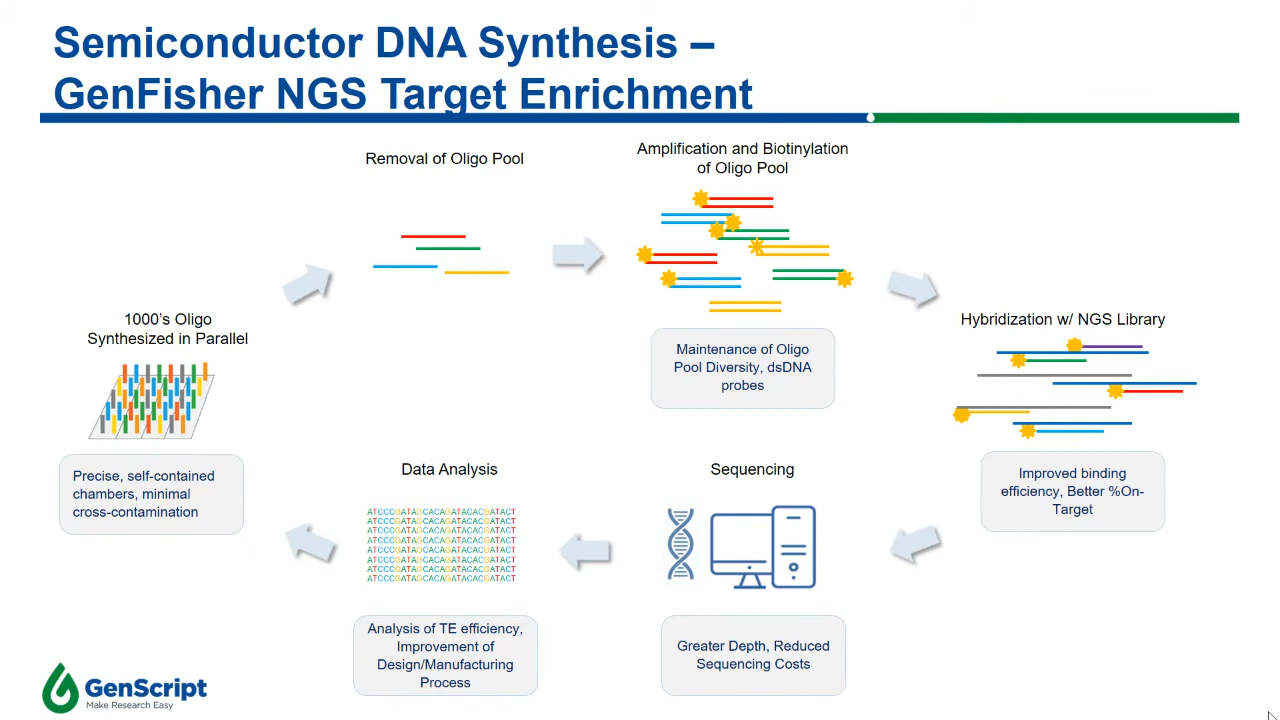 Semiconductor DNA Synthesis –
GenFisher NGS Target Enrichment
Removal of Oligo Pool
Amplification and Biotinylation
of Oligo Pool
1000's Oligo
Synthesized in Parallel
Maintenance of Oligo
Pool Diversity, dsDNA
probes
Hybridization w/ NGS Library
Precise, self-contained
chambers, minimal
cross-contamination
Improved binding
efficiency, Better %On-
Target
Data Analysis
Sequencing
ATCCCGATAGCACAGATACACGATACT
ATCCCGATAGCACAGATACACGATACT
ATCCCGATAGCACAGATACACGATACT
ATCCCGATAGCACAGATACACGATACT
ATCCCGATAGCACAGATACACGATACT
ATCCCGATAGCACAGATACACGATACT
ATCCCGATAGCACAGATACACGATACT
ATCCCGATAGCACAGATACACGATACT
Analysis of TE efficiency,
Improvement of
Design/Manufacturing
Process
Greater Depth, Reduced
Sequencing Costs
GenScript
Make Research Easy